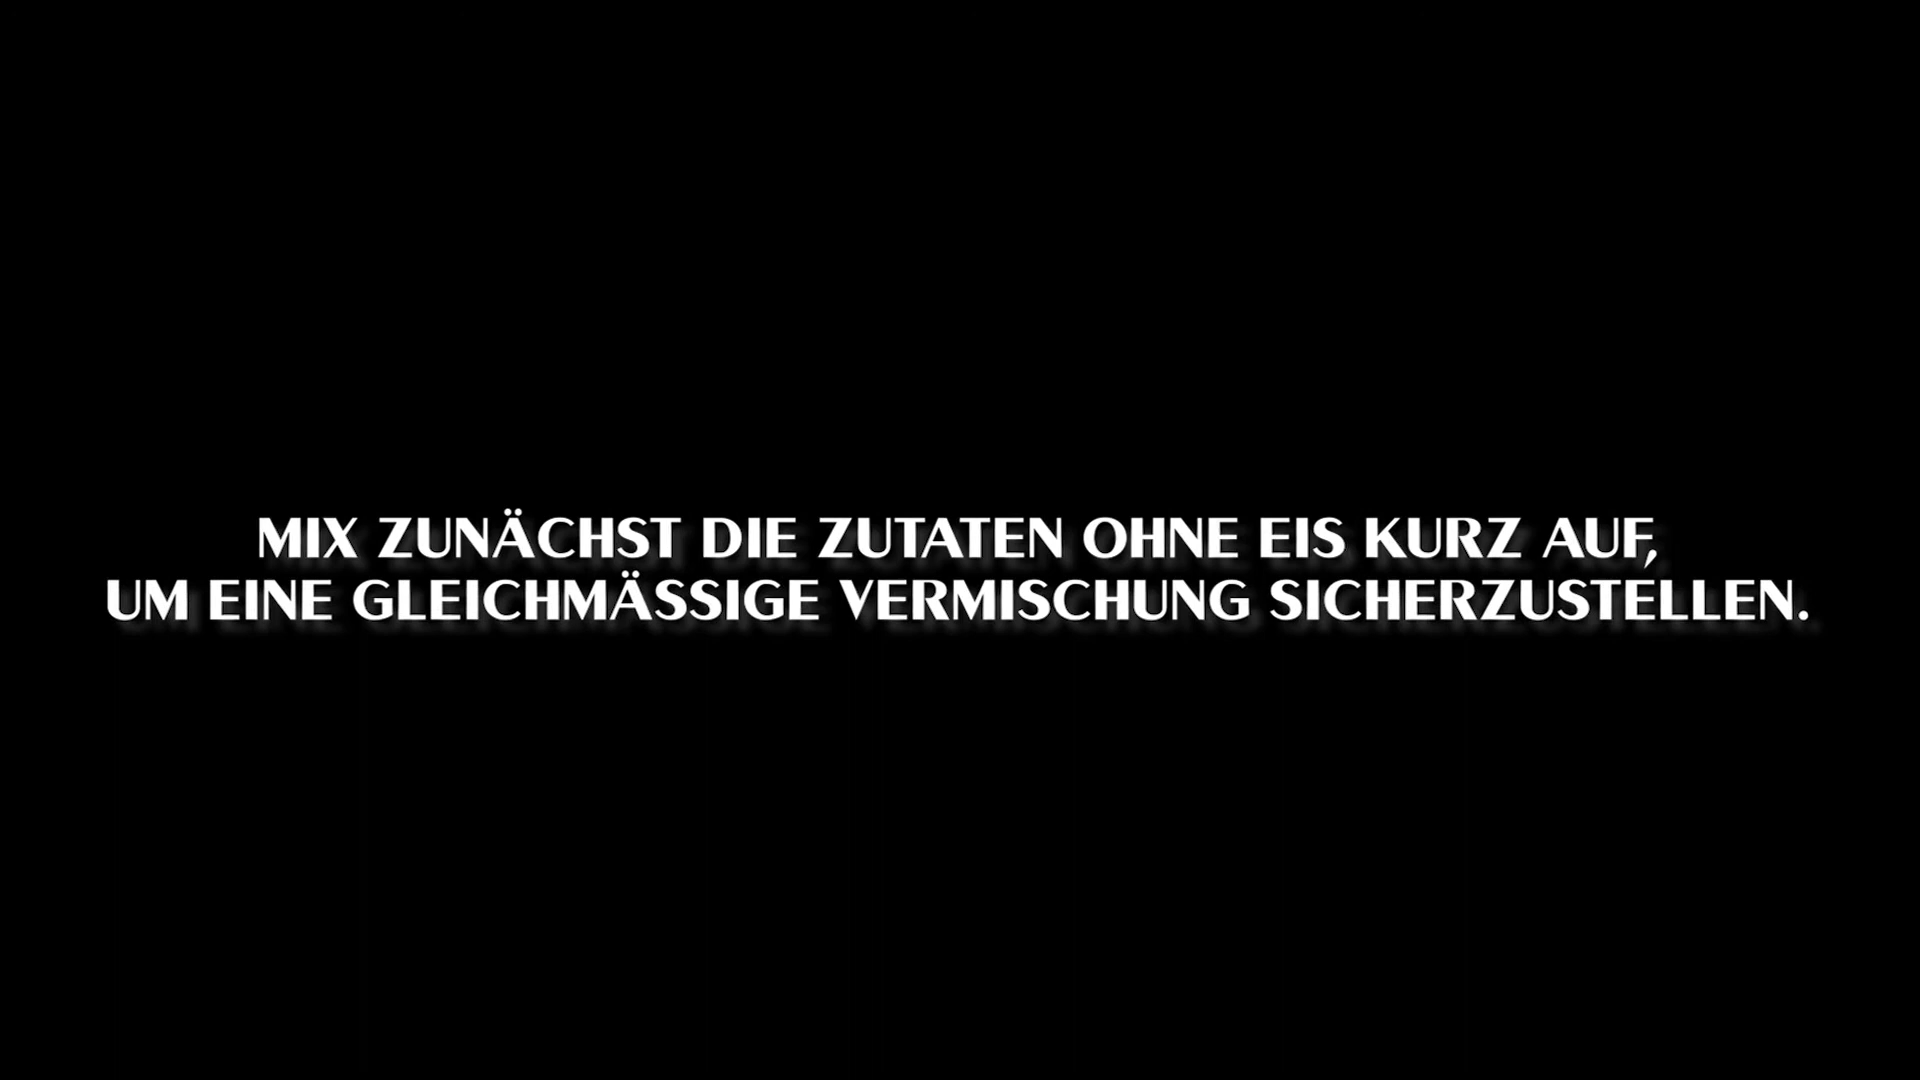 MIX ZUNÄCHST DIE ZUTATEN OHNE EIS KURZ AUF,
UM EINE GLEICHMÄSSIGE VERMISCHUNG SICHERZUSTELLEN.